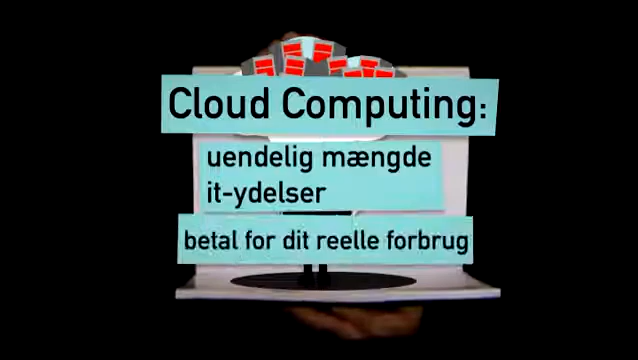 Cloud Computing:
uendelig mængde
it-ydelser
betal for dit reelle forbrug